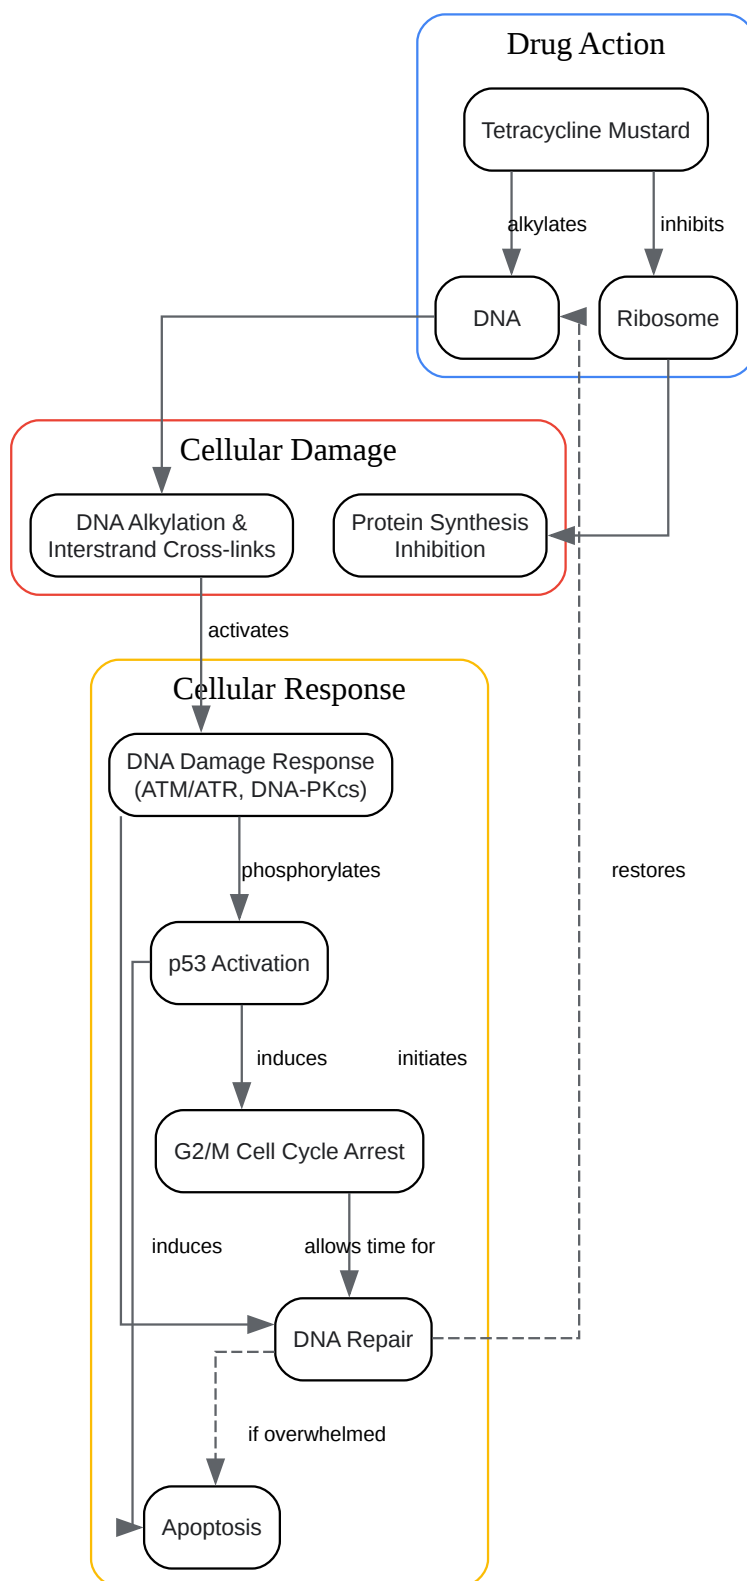 Drug Action
Tetracycline Mustard
alkylates
inhibits
DNA
Ribosome
Cellular Damage
DNA Alkylation &
Interstrand Cross-links
Protein Synthesis
Inhibition
activates
Cellular Response
DNA Damage Response
(ATM/ATR, DNA-PKcs)
phosphorylates
restores
p53 Activation
induces
initiates
G2/M Cell Cycle Arrest
induces
allows time for
DNA Repair
if overwhelmed
Apoptosis